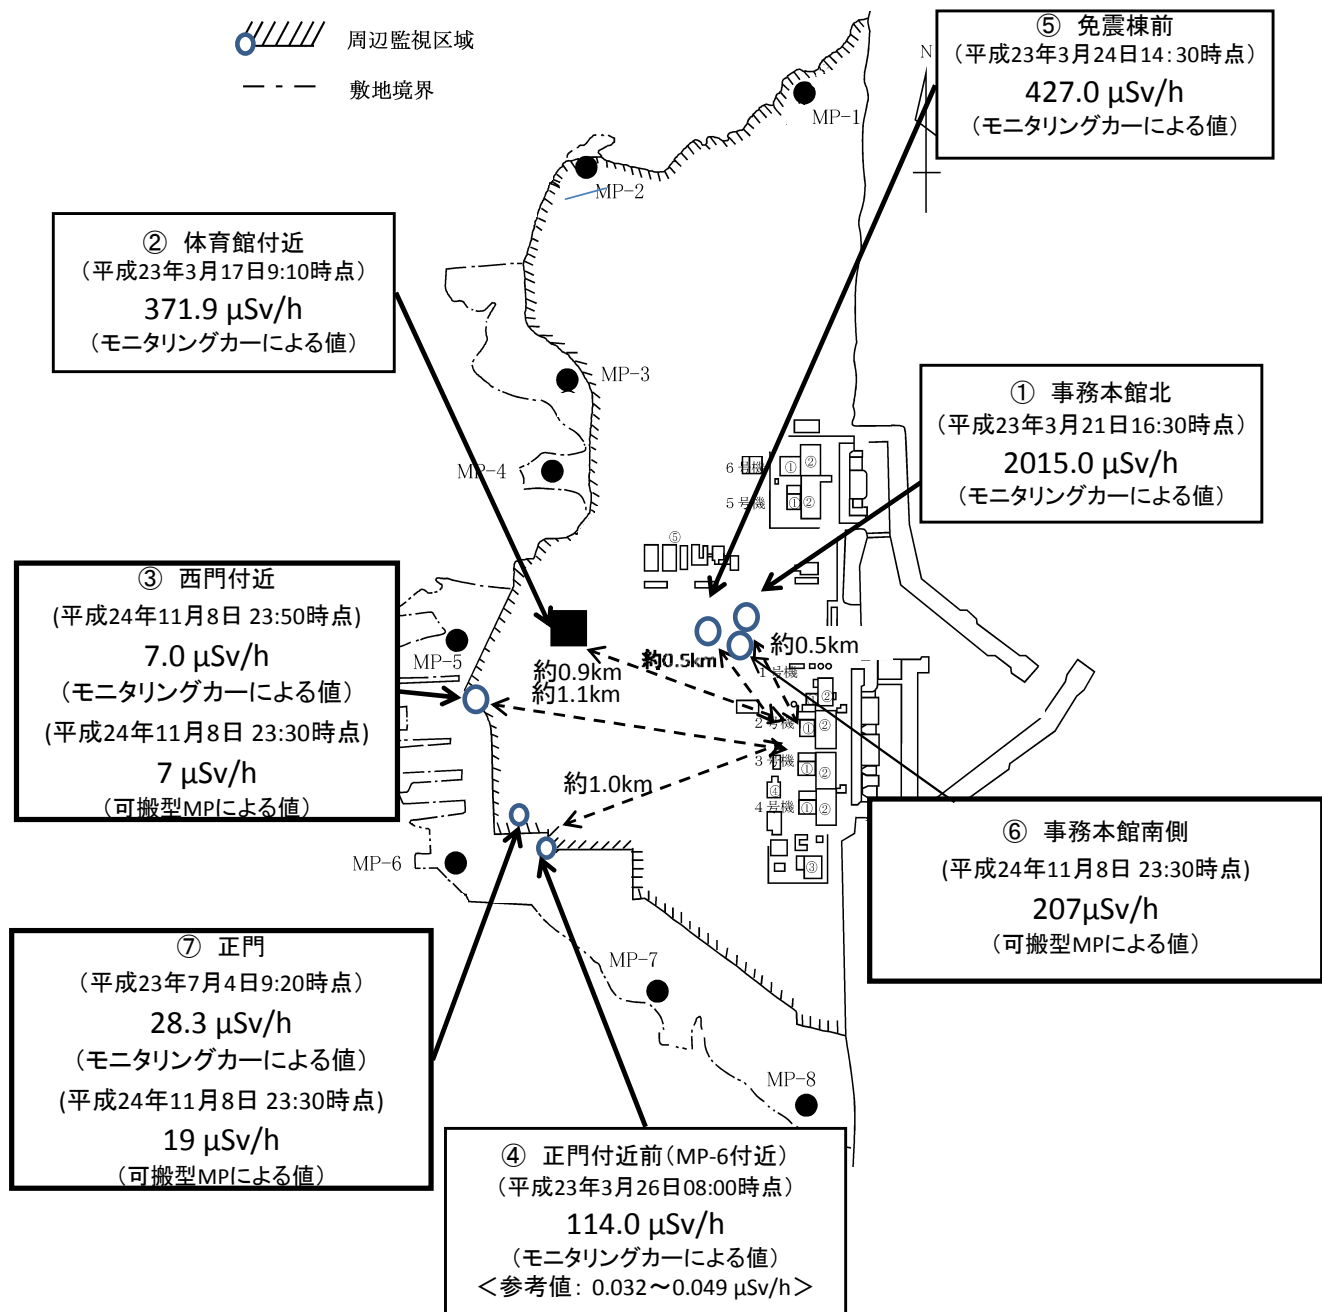 周辺監視区域
敷地境界
⑤ 免震棟前
（平成23年3月24日14:30時点）
427.0 μSv/h
（モニタリングカーによる値）
N
MP-1
MP-2
② 体育館付近
（平成23年3月17日9:10時点）
371.9 μSv/h
（モニタリングカーによる値）
MP-3
① 事務本館北
（平成23年3月21日16:30時点）
2015.0 μSv/h
（モニタリングカーによる値）
MP-4
6号機
① ②
5号機
① ②
⑤
③ 西門付近
(平成24年11月8日 23:50時点)
7.0 μSv/h
（モニタリングカーによる値）
(平成24年11月8日 23:30時点)
7 μSv/h
（可搬型MPによる値）
MP-5
約0.9km
約1.1km
約0.5km
約0.5km
1号機
②
2号機
① ②
3号機
① ②
約1.0km
④
4号機
① ②
③
⑥ 事務本館南側
(平成24年11月8日 23:30時点)
207μSv/h
（可搬型MPによる値）
MP-6
⑦ 正門
（平成23年7月4日9:20時点）
28.3 μSv/h
（モニタリングカーによる値）
(平成24年11月8日 23:30時点)
19 μSv/h
（可搬型MPによる値）
MP-7
MP-8
④ 正門付近前（MP-6付近）
（平成23年3月26日08:00時点）
114.0 μSv/h
（モニタリングカーによる値）
＜参考値: 0.032～0.049 μSv/h＞